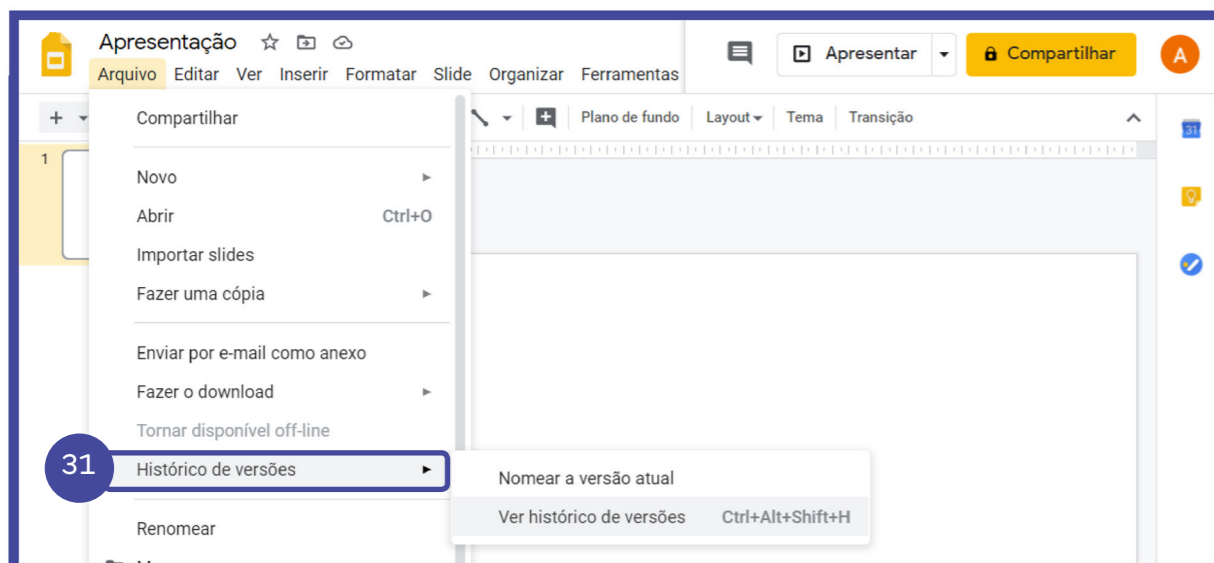 Apresentação
Apresentar
Compartilhar
A
Arquivo Editar Ver Inserir Formatar Slide Organizar Ferramentas
Plano de fundo Layout Tema Transição
31
1
Compartilhar
Novo
Abrir Ctrl+O
Importar slides
Fazer uma cópia
Enviar por e-mail como anexo
Fazer o download
Tornar disponível off-line
31
Histórico de versões
Nomear a versão atual
Ver histórico de versões Ctrl+Alt+Shift+H
Renomear